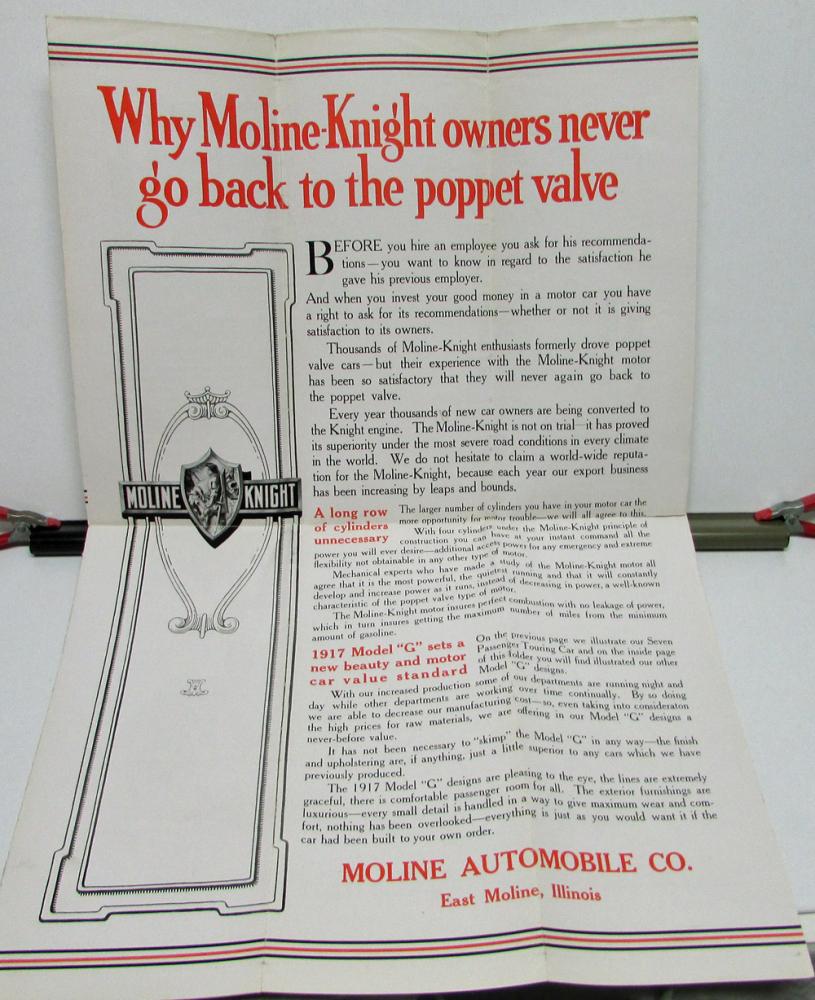 Why Moline-Knight owners never
go back to the poppet valve
BEFORE you hire an employee you ask for his recommenda-
tions—you want to know in regard to the satisfaction he
gave his previous employer.
And when you invest your good money in a motor car you have
a right to ask for its recommendations—whether or not it is giving
satisfaction to its owners.
Thousands of Moline-Knight enthusiasts formerly drove poppet
valve cars—but their experience with the Moline-Knight motor
has been so satisfactory that they will never again go back to
the poppet valve.
Every year thousands of new car owners are being converted to
the Knight engine. The Moline-Knight is not on trial—it has proved
its superiority under the most severe road conditions in every climate
in the world. We do not hesitate to claim a world-wide reputa-
tion for the Moline-Knight, because each year our export business
has been increasing by leaps and bounds.
MOLINE KNIGHT
A long row
of cylinders
unnecessary
The larger number of cylinders you have in your motor car the
more opportunity for motor trouble—we will all agree to this.
With four cylinders under the Moline-Knight principle of
construction you can have at your instant command all the
power you will ever desire—additional access power for any emergency and extreme
flexibility not obtainable in any other type of motor.
Mechanical experts who have made a study of the Moline-Knight motor all
agree that it is the most powerful, the quietest running and that it will constantly
develop and increase power as it runs, instead of decreasing in power, a well-known
characteristic of the poppet valve type of motor.
The Moline-Knight motor insures perfect combustion with no leakage of power,
which in turn insures getting the maximum number of miles from the minimum
amount of gasoline.
1917 Model "G" sets a
new beauty and motor
car value standard
On the previous page we illustrate our Seven
Passenger Touring Car and on the inside page
of this folder you will find illustrated our other
Model "G" designs.
With our increased production some of our departments are running night and
day while other departments are working over time continually. By so doing
we are able to decrease our manufacturing cost—so, even taking into consideraton
the high prices for raw materials, we are offering in our Model "G" designs a
never-before value.
It has not been necessary to "skimp" the Model "G" in any way—the finish
and upholstering are, if anything, just a little superior to any cars which we have
previously produced.
The 1917 Model "G" designs are pleasing to the eye, the lines are extremely
graceful, there is comfortable passenger room for all. The exterior furnishings are
luxurious—every small detail is handled in a way to give maximum wear and com-
fort, nothing has been overlooked—everything is just as you would want it if the
car had been built to your own order.
MOLINE AUTOMOBILE CO.
East Moline, Illinois